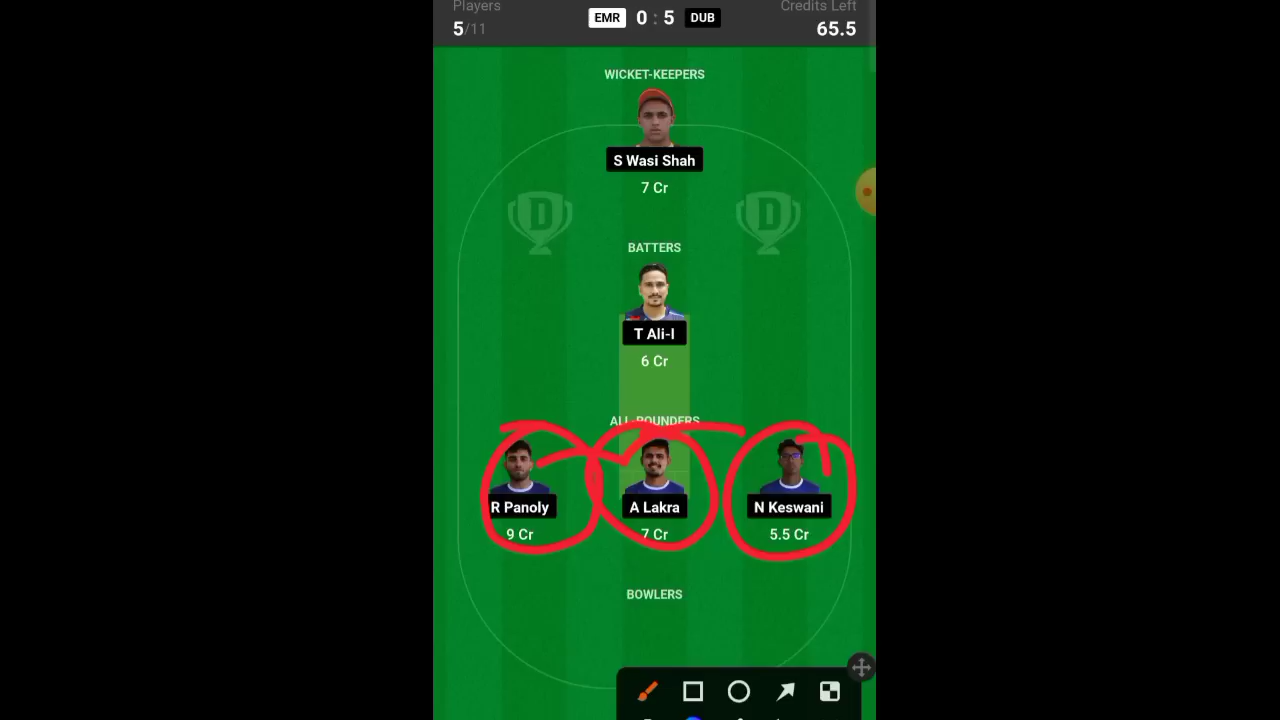 Players
5/11
EMR 0 : 5 DUB
Credits Left
65.5
WICKET-KEEPERS
S Wasi Shah
7 Cr
D D
BATTERS
T Ali-I
6 Cr
ALL-ROUNDERS
R Panoly A Lakra N Keswani
9 Cr 7 Cr 5.5 Cr
BOWLERS